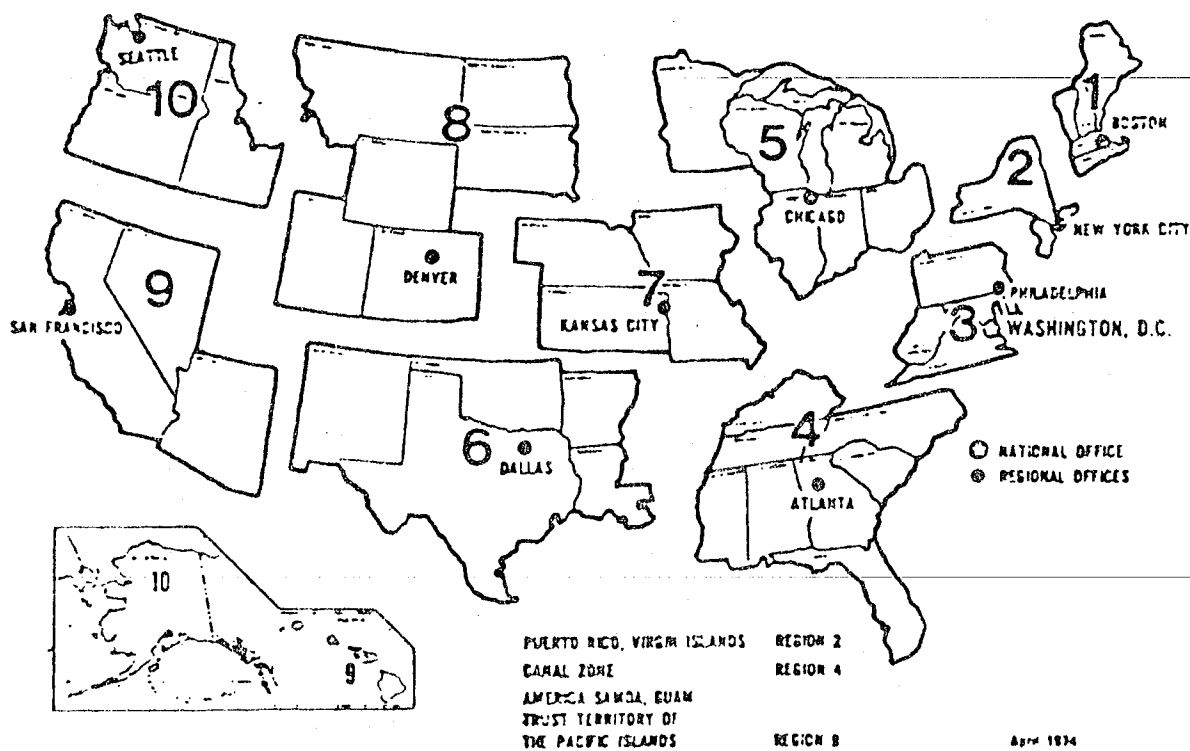 SEATTLE
10
8
5
1
BOSTON
2
NEW YORK CITY
CHICAGO
9
SAN FRANCISCO
DENVER
7
KANSAS CITY
PHILADELPHIA
3
WASHINGTON, D.C.
6
DALLAS
4
ATLANTA
NATIONAL OFFICE
REGIONAL OFFICES
10
9
PUERTO RICO, VIRGIN ISLANDS REGION 2
CANAL ZONE REGION 4
AMERICA SAMOA, GUAM
TRUST TERRITORY OF
THE PACIFIC ISLANDS REGION 9
April 1974